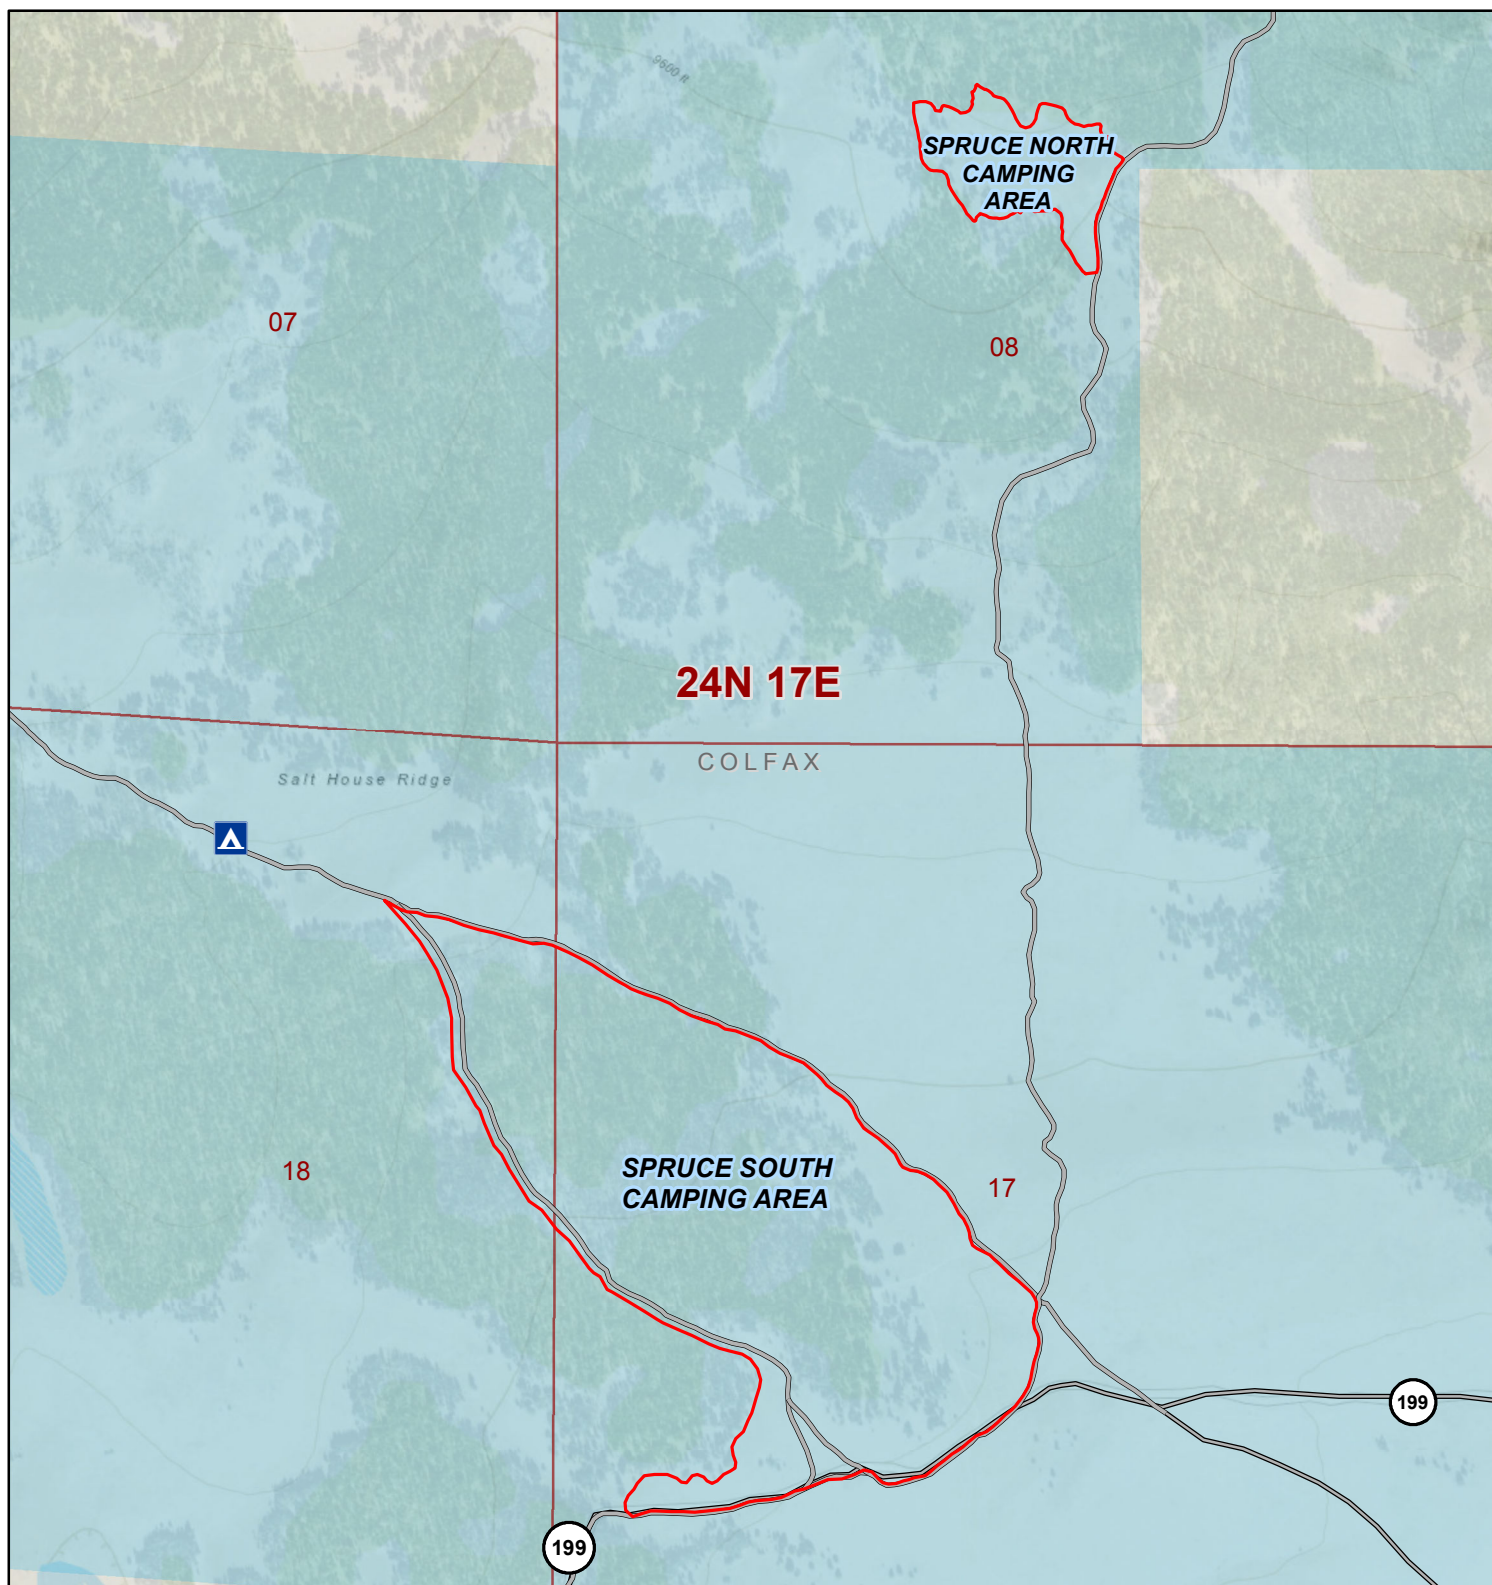 9600 ft
SPRUCE NORTH
CAMPING
AREA
07
08
24N 17E
COLFAX
Salt House Ridge
SPRUCE SOUTH
CAMPING AREA
18
17
199
199